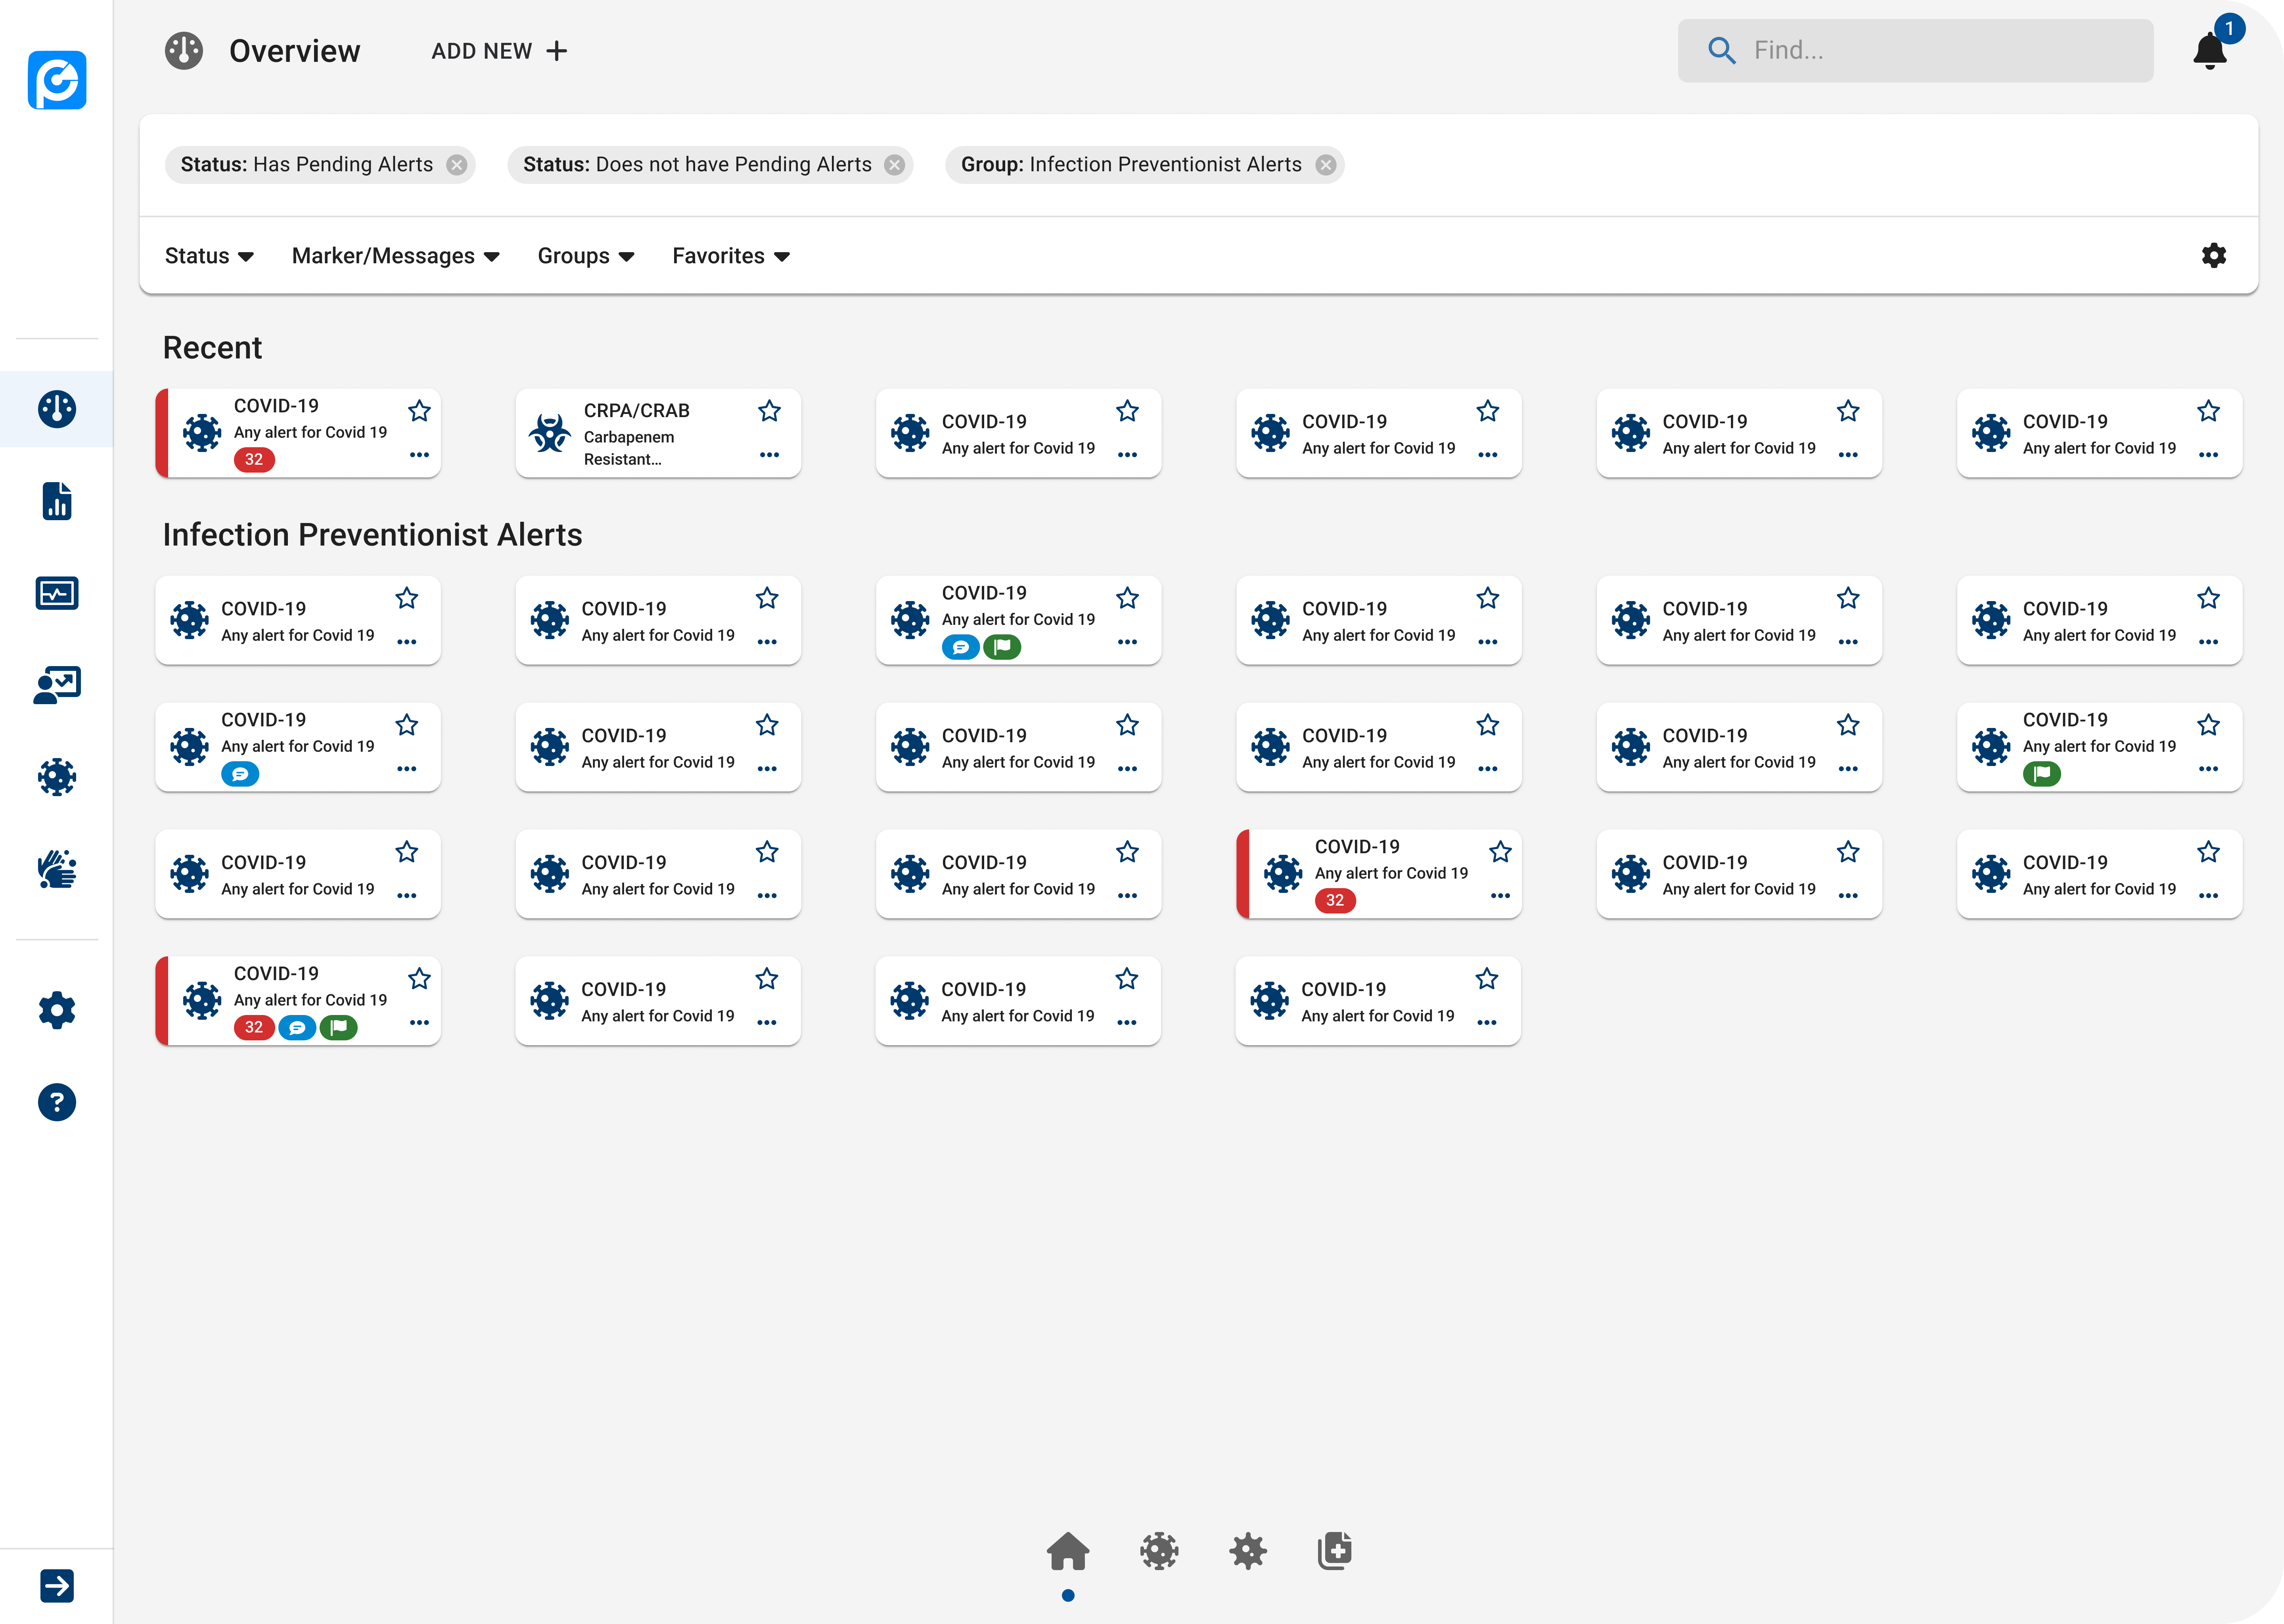 Overview
ADD NEW
Find...
1
Status: Has Pending Alerts
Status: Does not have Pending Alerts
Group: Infection Preventionist Alerts
Status
Marker/Messages
Groups
Favorites
Recent
COVID-19
Any alert for Covid 19
32
CRPA/CRAB
Carbapenem
Resistant...
COVID-19
Any alert for Covid 19
COVID-19
Any alert for Covid 19
COVID-19
Any alert for Covid 19
COVID-19
Any alert for Covid 19
Infection Preventionist Alerts
COVID-19
Any alert for Covid 19
COVID-19
Any alert for Covid 19
COVID-19
Any alert for Covid 19
COVID-19
Any alert for Covid 19
COVID-19
Any alert for Covid 19
COVID-19
Any alert for Covid 19
COVID-19
Any alert for Covid 19
COVID-19
Any alert for Covid 19
COVID-19
Any alert for Covid 19
COVID-19
Any alert for Covid 19
COVID-19
Any alert for Covid 19
COVID-19
Any alert for Covid 19
COVID-19
Any alert for Covid 19
COVID-19
Any alert for Covid 19
COVID-19
Any alert for Covid 19
COVID-19
Any alert for Covid 19
32
COVID-19
Any alert for Covid 19
COVID-19
Any alert for Covid 19
COVID-19
Any alert for Covid 19
32
COVID-19
Any alert for Covid 19
COVID-19
Any alert for Covid 19
COVID-19
Any alert for Covid 19